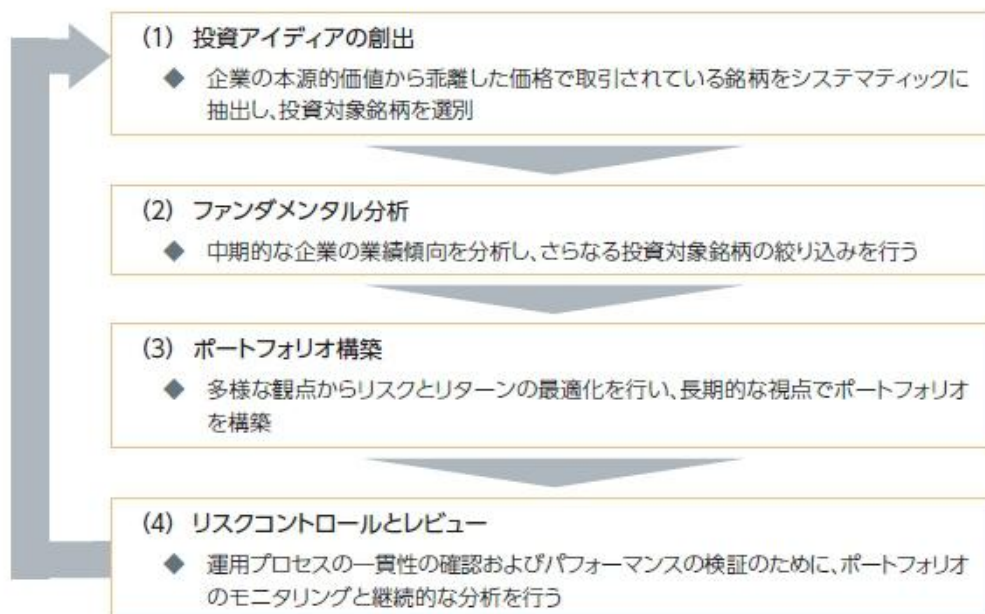 (1) 投資アイディアの創出
◆ 企業の本源的価値から乖離した価格で取引されている銘柄をシステマティックに
抽出し、投資対象銘柄を選別
(2) ファンダメンタル分析
◆ 中期的な企業の業績傾向を分析し、さらなる投資対象銘柄の絞り込みを行う
(3) ポートフォリオ構築
◆ 多様な観点からリスクとリターンの最適化を行い、長期的な視点でポートフォリオ
を構築
(4) リスクコントロールとレビュー
◆ 運用プロセスの一貫性の確認およびパフォーマンスの検証のために、ポートフォリオ
のモニタリングと継続的な分析を行う